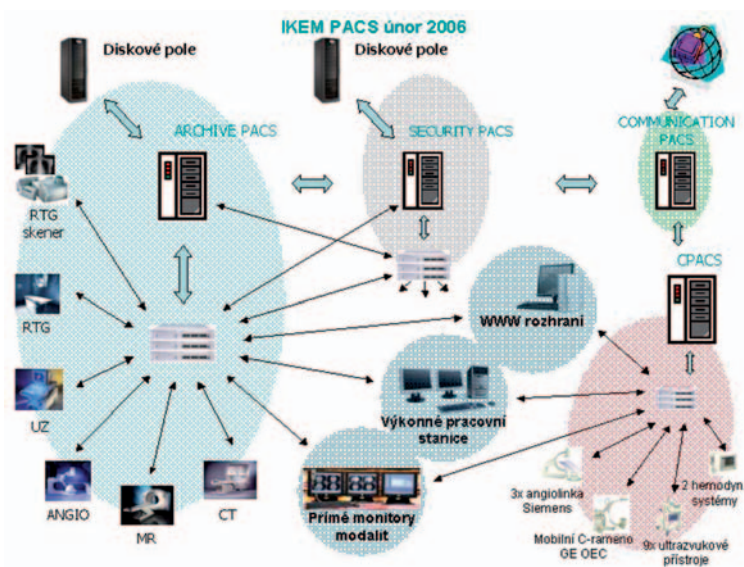 IKEM PACS únor 2006
Diskové pole
Diskové pole
ARCHIVE PACS
SECURITY PACS
COMMUNICATION
PACS
RTG
skener
CPACS
RTG
WWW rozhraní
UZ
Výkonné pracovní
stanice
ANGIO
MR
CT
Prímé monitory
modalit
3x angiolinka
Siemens
2 hemodyn
systémy
Mobilní C-rameno
GE OEC
9x ultrazvukové
přístroje